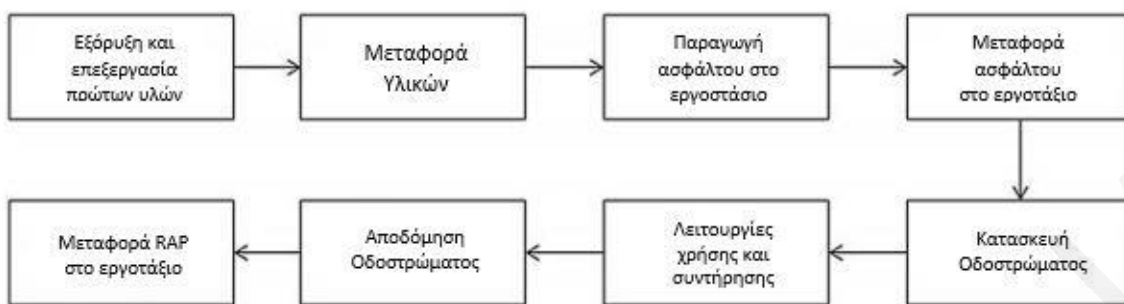 Εξόρυξη και
επεξεργασία
πρώτων υλών
Μεταφορά
Υλικών
Παραγωγή
ασφάλτου στο
εργοστάσιο
Μεταφορά
ασφάλτου
στο εργοτάξιο
Κατασκευή
Οδοστρώματος
Λειτουργίες
χρήσης και
συντήρησης
Αποδόμηση
Οδοστρώματος
Μεταφορά RAP
στο εργοτάξιο